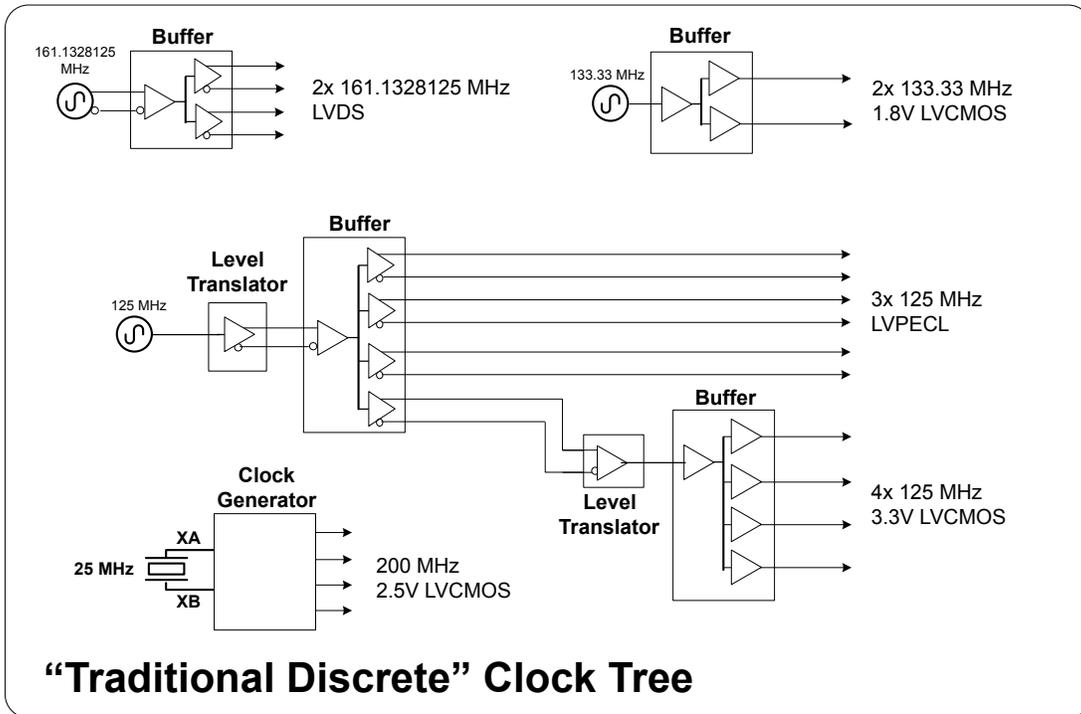 Buffer
161.1328125
MHz
2x 161.1328125 MHz
LVDS
Buffer
133.33 MHz
2x 133.33 MHz
1.8V LVCMOS
Buffer
Level
Translator
125 MHz
3x 125 MHz
LVPECL
Buffer
Level
Translator
4x 125 MHz
3.3V LVCMOS
Clock
Generator
XA
25 MHz
XB
200 MHz
2.5V LVCMOS
“Traditional Discrete” Clock Tree